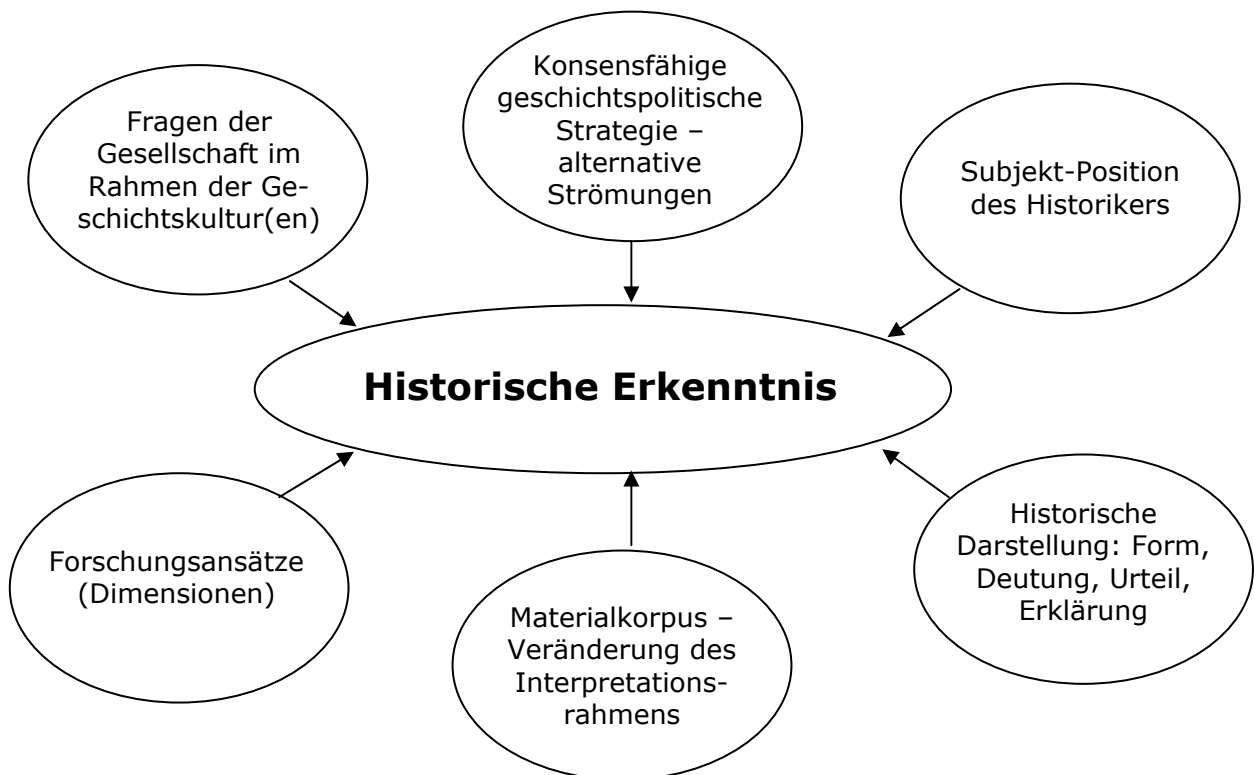 Fragen der
Gesellschaft im
Rahmen der Ge-
schichtskultur(en)
Konsensfähige
geschichtspolitische
Strategie –
alternative
Strömungen
Subjekt-Position
des Historikers
Historische Erkenntnis
Forschungsansätze
(Dimensionen)
Materialkorpus –
Veränderung des
Interpretations-
rahmens
Historische
Darstellung: Form,
Deutung, Urteil,
Erklärung